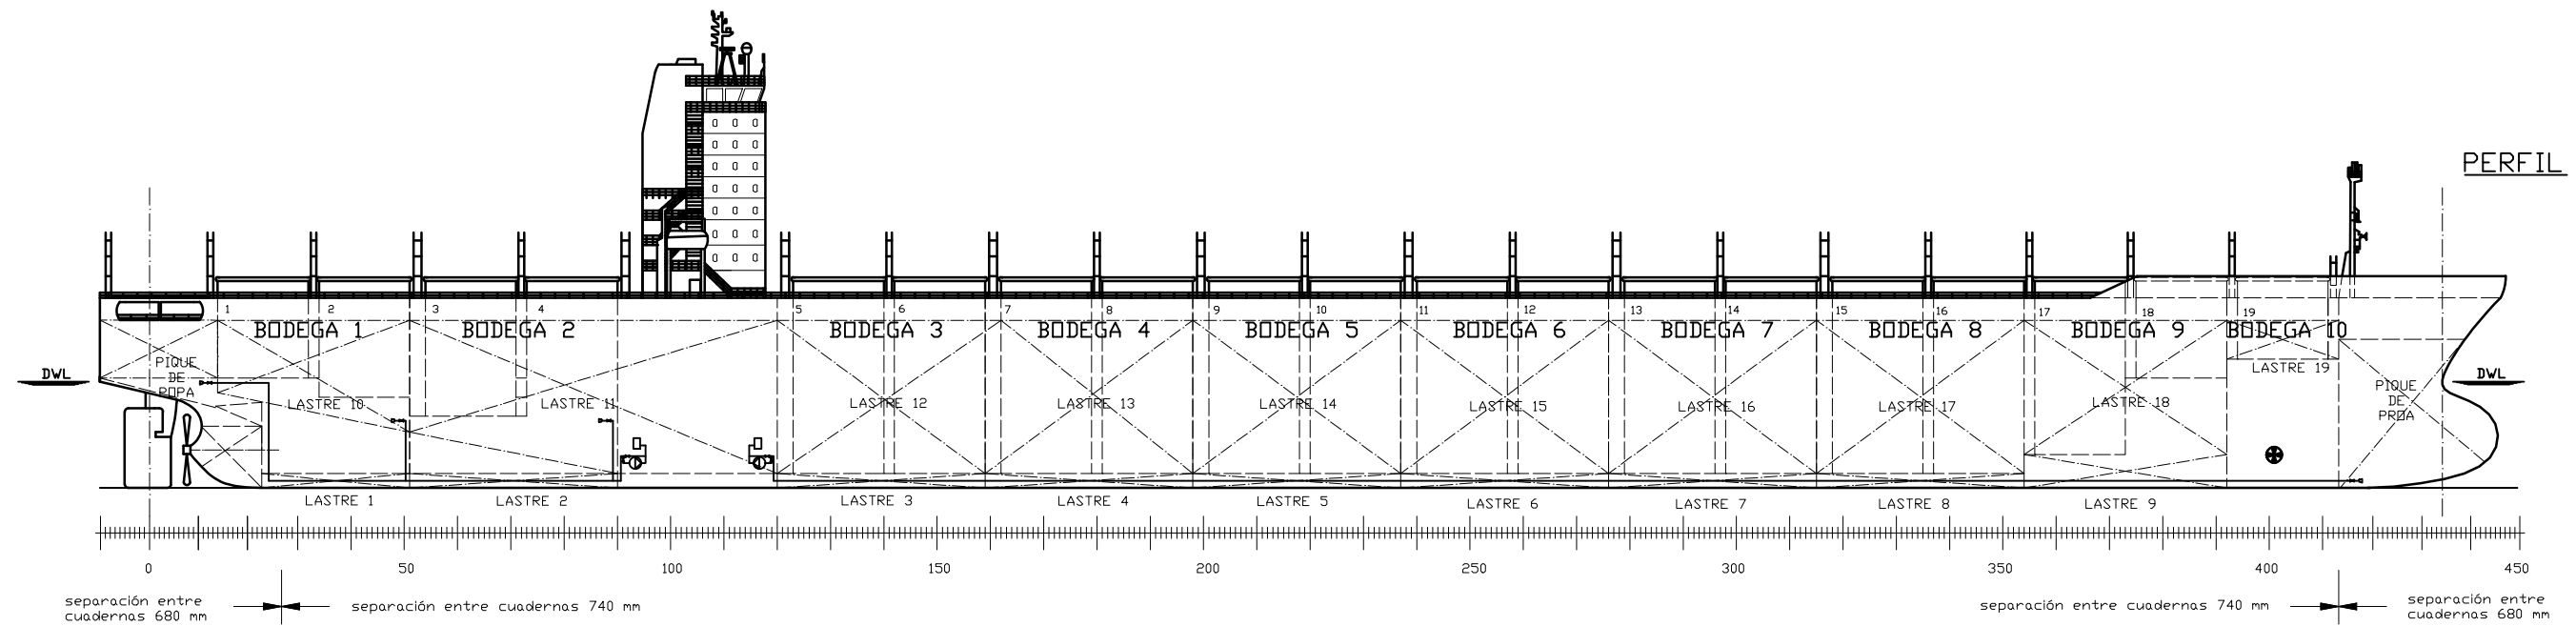 PERFIL
1 2 3 4 5 6 7 8 9 10 11 12 13 14 15 16 17 18 19
BODEGA 1 BODEGA 2 BODEGA 3 BODEGA 4 BODEGA 5 BODEGA 6 BODEGA 7 BODEGA 8 BODEGA 9 BODEGA 10
PIQUE
DE
POPA
LASTRE 19
DWL
DWL
PIQUE
DE
PROA
LASTRE 10 LASTRE 11 LASTRE 12 LASTRE 13 LASTRE 14 LASTRE 15 LASTRE 16 LASTRE 17 LASTRE 18
LASTRE 1 LASTRE 2 LASTRE 3 LASTRE 4 LASTRE 5 LASTRE 6 LASTRE 7 LASTRE 8 LASTRE 9
0 50 100 150 200 250 300 350 400 450
separación entre
cuadernas 680 mm
separación entre cuadernas 740 mm
separación entre cuadernas 740 mm
separación entre
cuadernas 680 mm